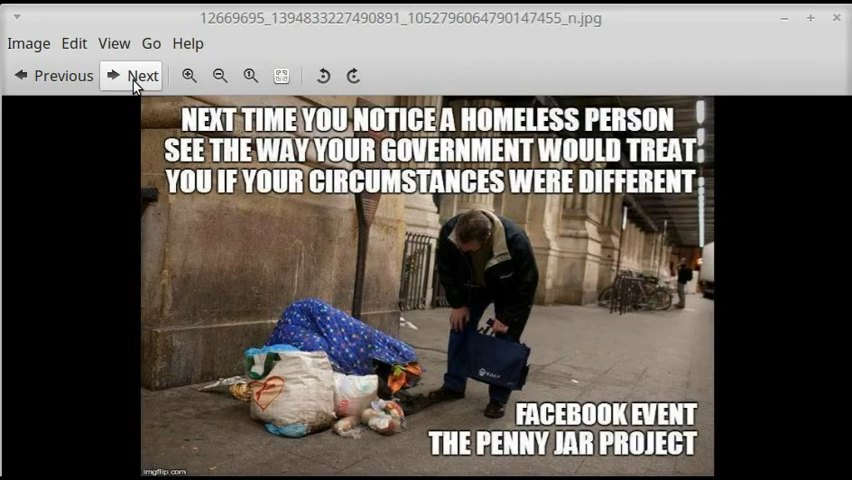 12669695_1394833227490891_1052796064790147455_n.jpg
Image Edit View Go Help
Previous Next
NEXT TIME YOU NOTICE A HOMELESS PERSON
SEE THE WAY YOUR GOVERNMENT WOULD TREAT
YOU IF YOUR CIRCUMSTANCES WERE DIFFERENT
FACEBOOK EVENT
THE PENNY JAR PROJECT
imgflip.com